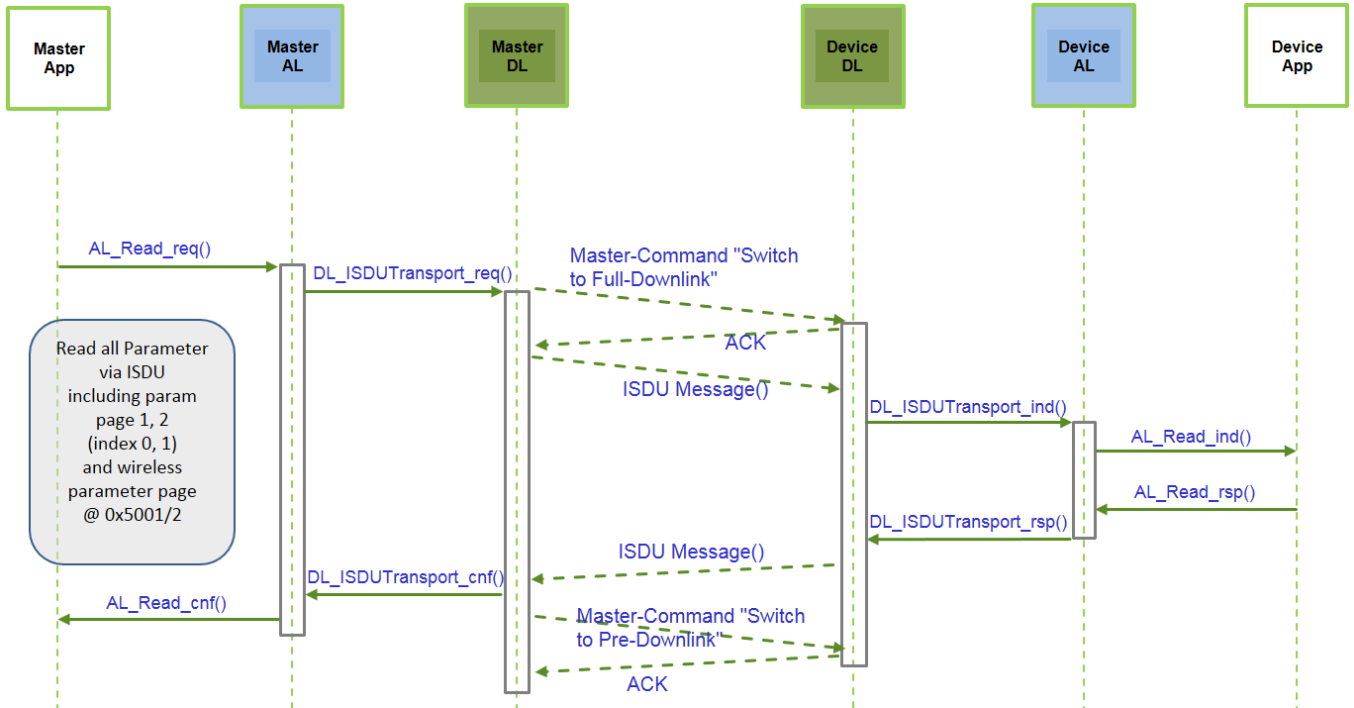 Master
App
Master
AL
Master
DL
Device
DL
Device
AL
Device
App
AL_Read_req()
DL_ISDUTransport_req()
Master-Command "Switch
to Full-Downlink"
ACK
ISDU Message()
DL_ISDUTransport_ind()
AL_Read_ind()
Read all Parameter
via ISDU
including param
page 1, 2
(index 0, 1)
and wireless
parameter page
@ 0x5001/2
AL_Read_rsp()
DL_ISDUTransport_rsp()
ISDU Message()
DL_ISDUTransport_cnf()
AL_Read_cnf()
Master-Command "Switch
to Pre-Downlink"
ACK